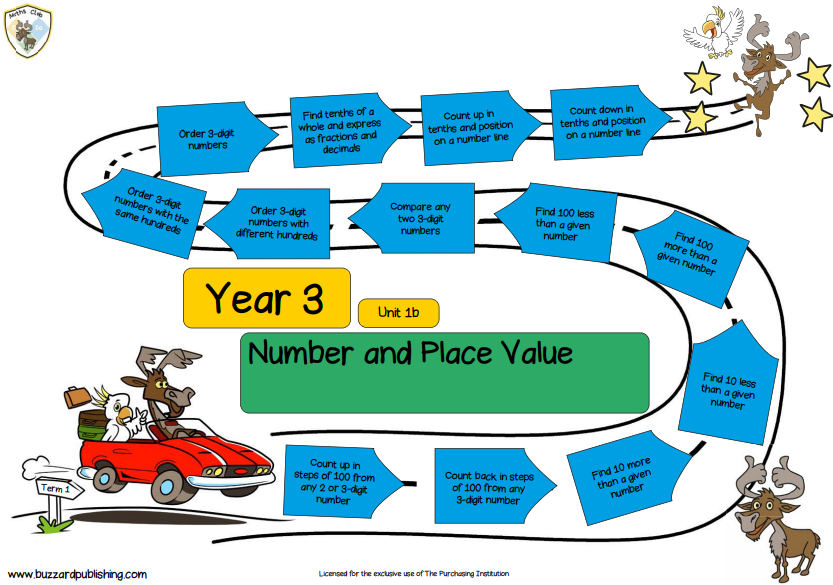 Maths Club
Order 3-digit
numbers
Find tenths of a
whole and express
as fractions and
decimals
Count up in
tenths and position
on a number line
Count down in
tenths and position
on a number line
Order 3-digit
numbers with the
same hundreds
Order 3-digit
numbers with
different hundreds
Compare any
two 3-digit
numbers
Find 100 less
than a given
number
Find 100
more than a
given number
Year 3
Unit 1b
Number and Place Value
Find 10 less
than a given
number
Count up in
steps of 100 from
any 2 or 3-digit
number
Count back in steps
of 100 from any
3-digit number
Find 10 more
than a given
number
Term 1
www.buzzardpublishing.com
Licensed for the exclusive use of The Purchasing Institution